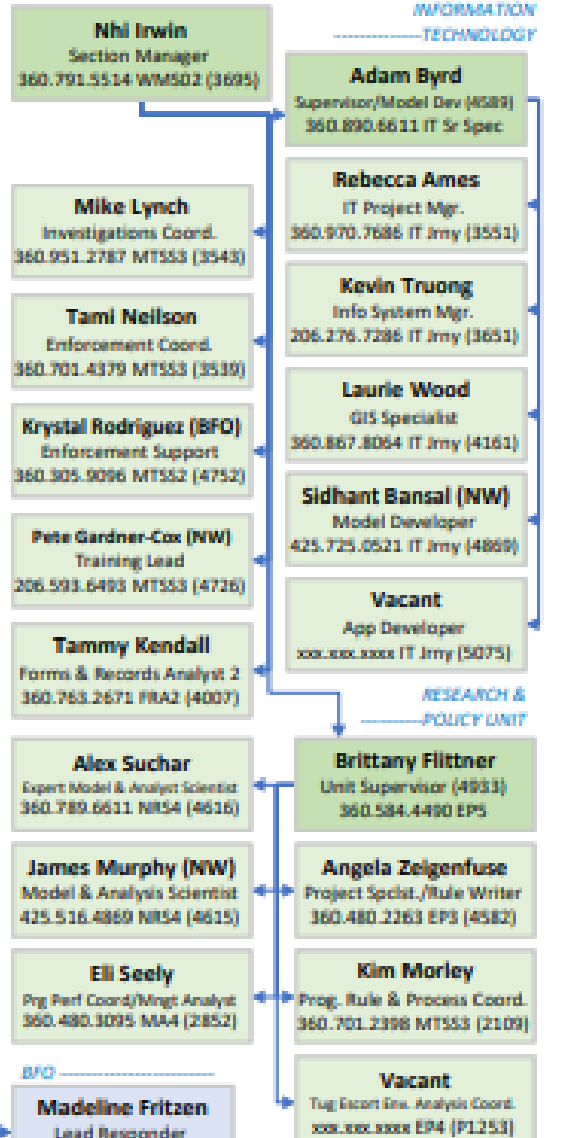 Nhi Irwin
Section Manager
360.791.5514 WMS02 (3695)
INFORMATION
--------------TECHNOLOGY
Adam Byrd
Supervisor/Model Dev (4589)
360.890.6611 IT Sr Spec
Rebecca Ames
IT Project Mgr.
360.970.7686 IT Jrny (3551)
Kevin Truong
Info System Mgr.
206.276.7286 IT Jrny (3651)
Laurie Wood
GIS Specialist
360.867.8064 IT Jrny (4161)
Sidhant Bansal (NW)
Model Developer
425.725.0521 IT Jrny (4869)
Vacant
App Developer
xxx.xxx.xxxx IT Jrny (5075)
Mike Lynch
Investigations Coord.
360.951.2787 MTSS3 (3543)
Tami Neilson
Enforcement Coord.
360.701.4379 MTSS3 (3539)
Krystal Rodriguez (BFO)
Enforcement Support
360.305.9096 MTSS2 (4752)
Pete Gardner-Cox (NW)
Training Lead
206.593.6493 MTSS3 (4726)
Tammy Kendall
Forms & Records Analyst 2
360.763.2671 FRA2 (4007)
RESEARCH &
----------POLICY UNIT
Brittany Flittner
Unit Supervisor (4933)
360.584.4490 EP5
Alex Suchar
Expert Model & Analyst Scientist
360.789.6611 NRS4 (4616)
James Murphy (NW)
Model & Analysis Scientist
425.516.4869 NRS4 (4615)
Eli Seely
Prg Perf Coord/Mngt Analyst
360.480.3095 MA4 (2852)
Angela Zeigenfuse
Project Spclst./Rule Writer
360.480.2263 EP3 (4582)
Kim Morley
Prog. Rule & Process Coord.
360.701.2398 MTSS3 (2109)
Vacant
Tug Escort Env. Analysis Coord.
xxx.xxx.xxxx EP4 (P1253)
BFO --------------------------
Madeline Fritzen
Lead Responder